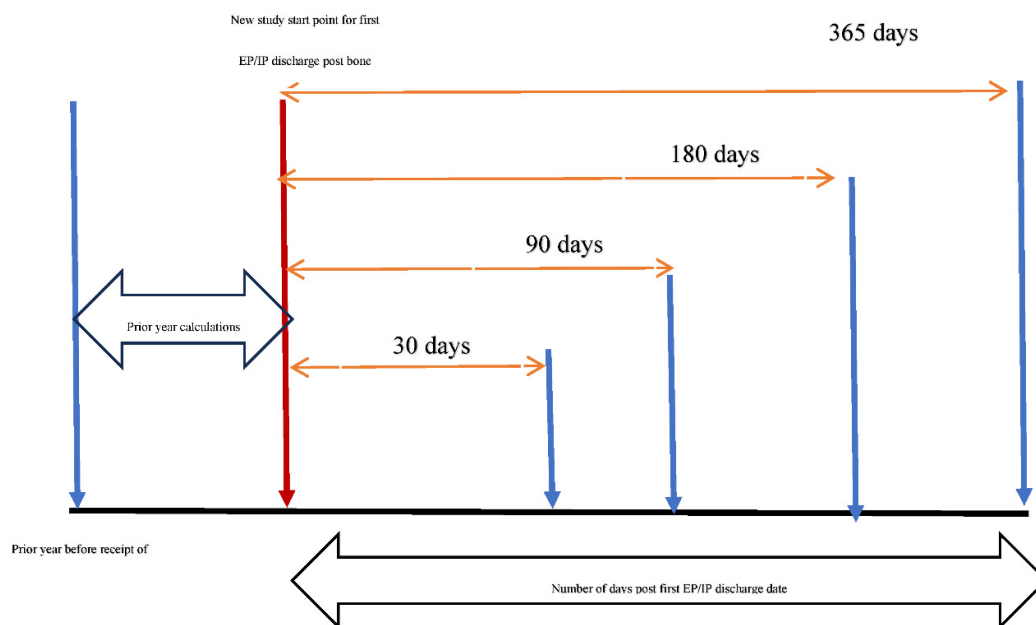 New study start point for first
EP/IP discharge post bone
365 days
180 days
90 days
Prior year calculations
30 days
Prior year before receipt of
Number of days post first EP/IP discharge date